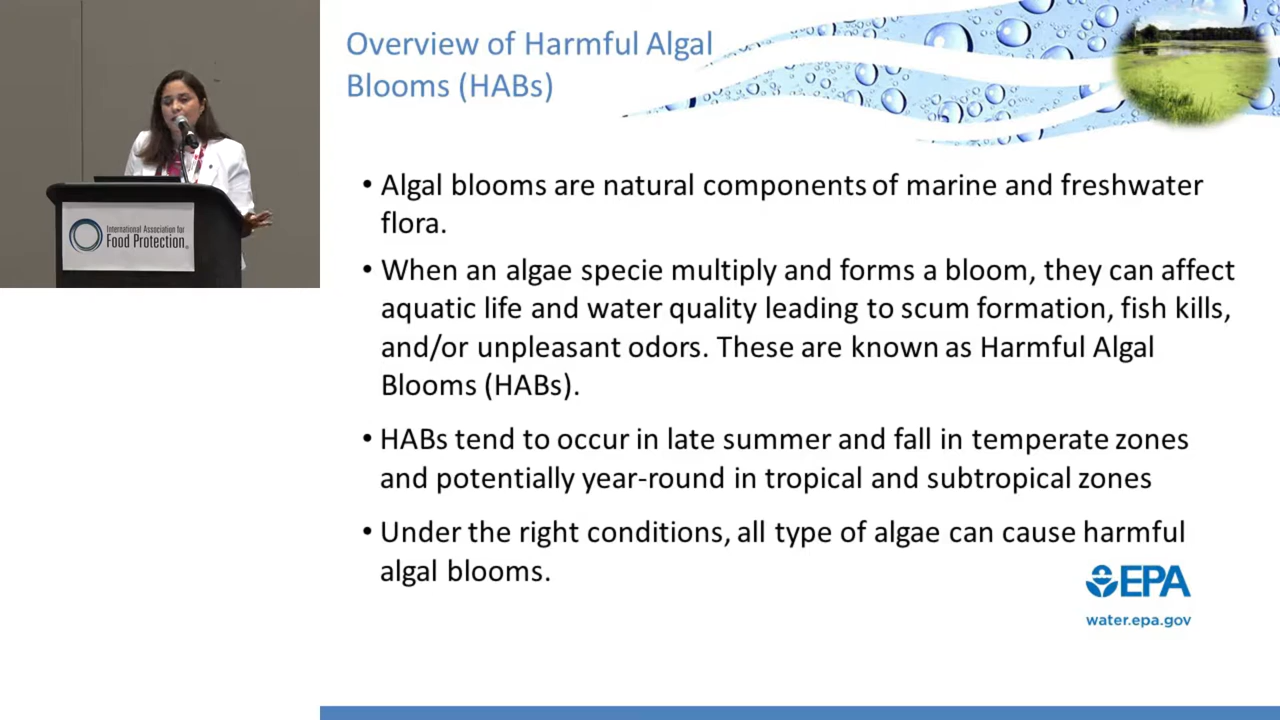 Overview of Harmful Algal
Blooms (HABs)
International Association for
Food Protection®
• Algal blooms are natural components of marine and freshwater
flora.
• When an algae specie multiply and forms a bloom, they can affect
aquatic life and water quality leading to scum formation, fish kills,
and/or unpleasant odors. These are known as Harmful Algal
Blooms (HABs).
• HABs tend to occur in late summer and fall in temperate zones
and potentially year-round in tropical and subtropical zones
• Under the right conditions, all type of algae can cause harmful
algal blooms.
EPA
water.epa.gov